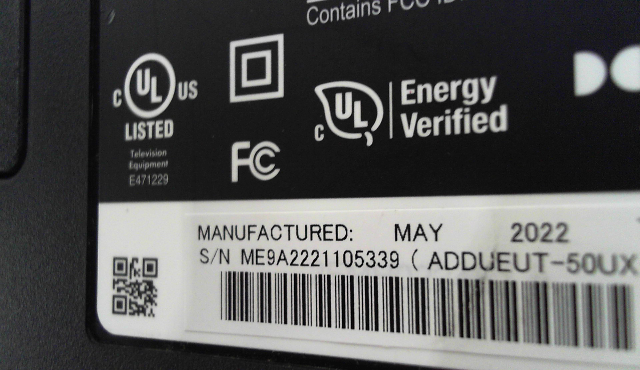 Contains FCC ID
C UL US
LISTED
Television
Equipment
E471229
FC
C UL
Energy
Verified
MANUFACTURED: MAY 2022
S/N ME9A2221105339 ( ADDUEUT-50UX